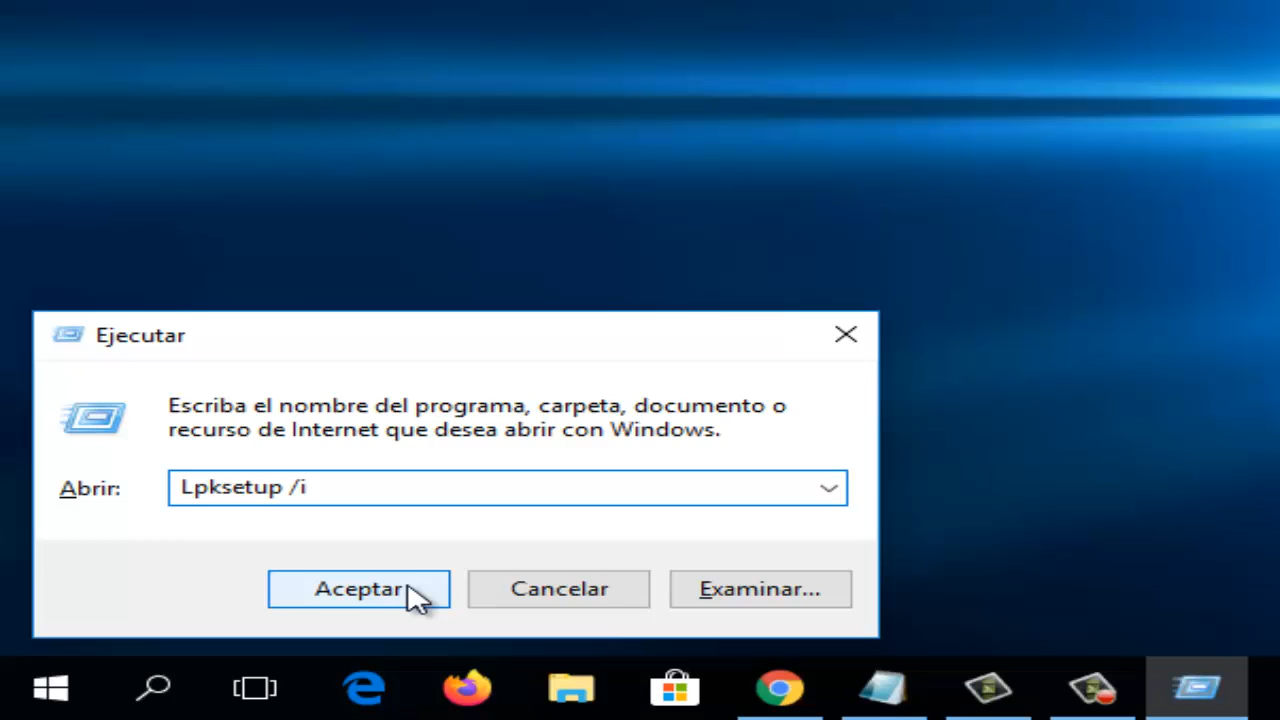 Ejecutar
Escriba el nombre del programa, carpeta, documento o
recurso de Internet que desea abrir con Windows.
Abrir: Lpksetup /i
Aceptar Cancelar Examinar...